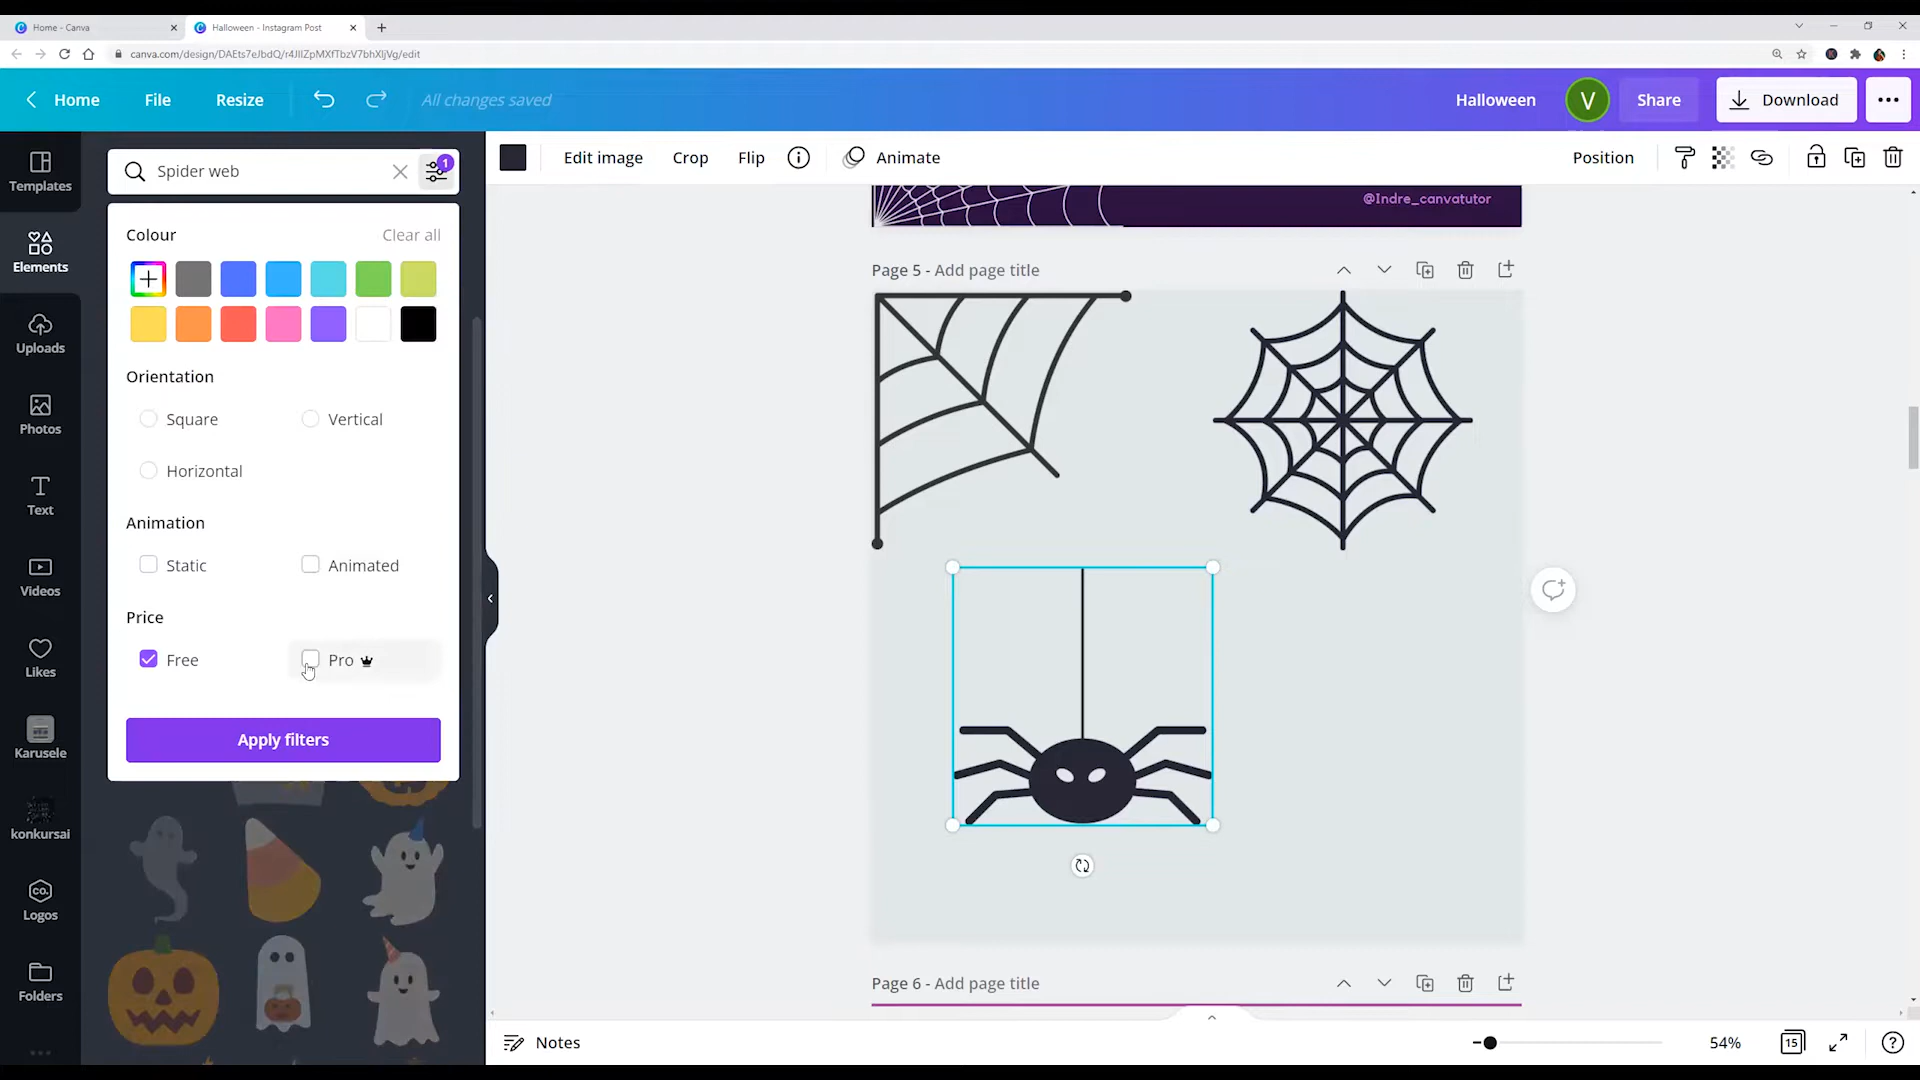 Home - Canva
Halloween - Instagram Post
canva.com/design/DAEts7eJbdQ/r4JIlZpMXfTbzV7bhXljVg/edit
Home
File
Resize
All changes saved
Halloween
V
Share
Download
Templates
Elements
Uploads
Photos
Text
Videos
Likes
Karusele
konkursai
CO.
Logos
Folders
Spider web
1
Colour
Clear all
Orientation
Square
Vertical
Horizontal
Animation
Static
Animated
Price
Free
Pro
Apply filters
Edit image
Crop
Flip
Animate
Position
@Indre_canvatutor
Page 5 - Add page title
Page 6 - Add page title
Notes
54%
15